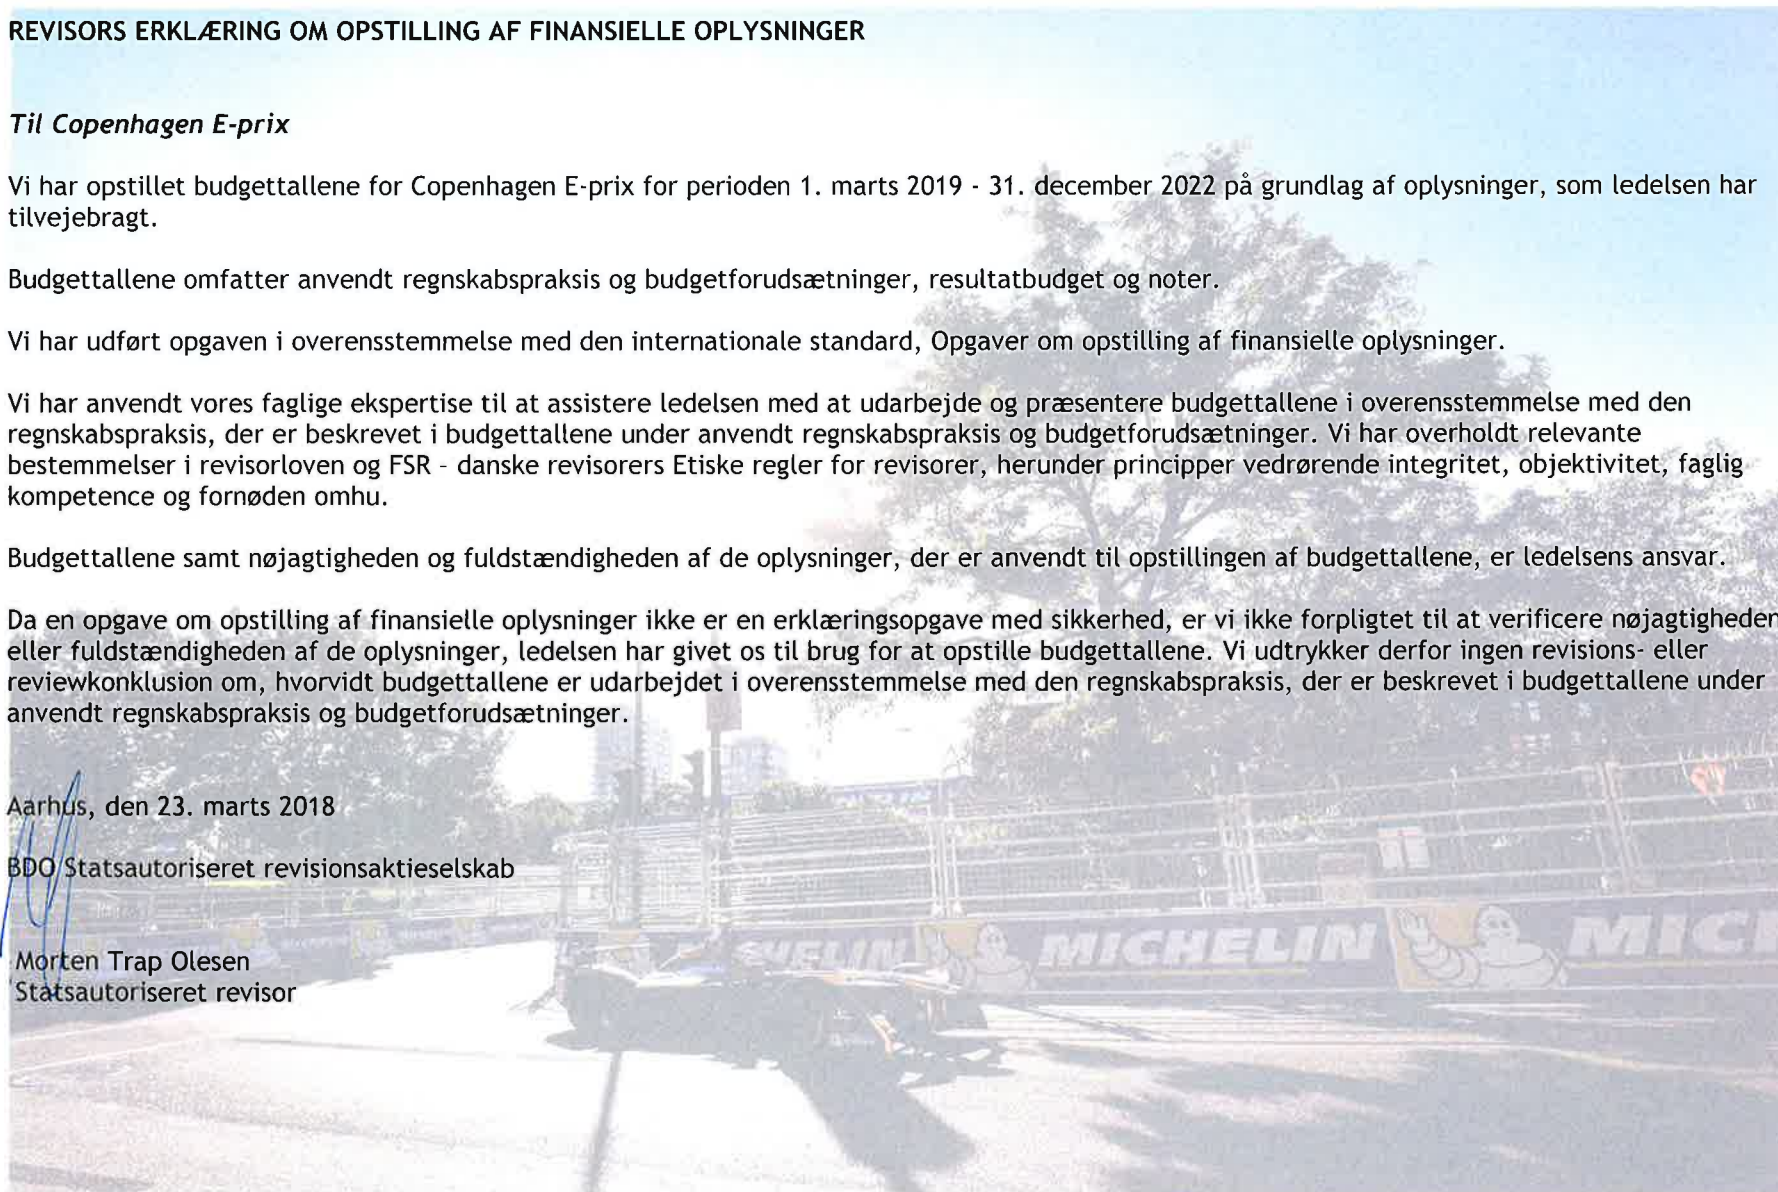 REVISORS ERKLÆRING OM OPSTILLING AF FINANSIELLE OPLYSNINGER
Til Copenhagen E-prix
Vi har opstillet budgettallene for Copenhagen E-prix for perioden 1. marts 2019 - 31. december 2022 på grundlag af oplysninger, som ledelsen har
tilvejebragt.
Budgettallene omfatter anvendt regnskabspraksis og budgetforudsætninger, resultatbudget og noter.
Vi har udført opgaven i overensstemmelse med den internationale standard, Opgaver om opstilling af finansielle oplysninger.
Vi har anvendt vores faglige ekspertise til at assistere ledelsen med at udarbejde og præsentere budgettallene i overensstemmelse med den
regnskabspraksis, der er beskrevet i budgettallene under anvendt regnskabspraksis og budgetforudsætninger. Vi har overholdt relevante
bestemmelser i revisorloven og FSR - danske revisorers Etiske regler for revisorer, herunder principper vedrørende integritet, objektivitet, faglig
kompetence og fornøden omhu.
Budgettallene samt nøjagtigheden og fuldstændigheden af de oplysninger, der er anvendt til opstillingen af budgettallene, er ledelsens ansvar.
Da en opgave om opstilling af finansielle oplysninger ikke er en erklæringsopgave med sikkerhed, er vi ikke forpligtet til at verificere nøjagtigheden
eller fuldstændigheden af de oplysninger, ledelsen har givet os til brug for at opstille budgettallene. Vi udtrykker derfor ingen revisions- eller
reviewkonklusion om, hvorvidt budgettallene er udarbejdet i overensstemmelse med den regnskabspraksis, der er beskrevet i budgettallene under
anvendt regnskabspraksis og budgetforudsætninger.
Aarhus, den 23. marts 2018
BDO Statsautoriseret revisionsaktieselskab
HELIN MICHELIN MIC
Morten Trap Olesen
Statsautoriseret revisor